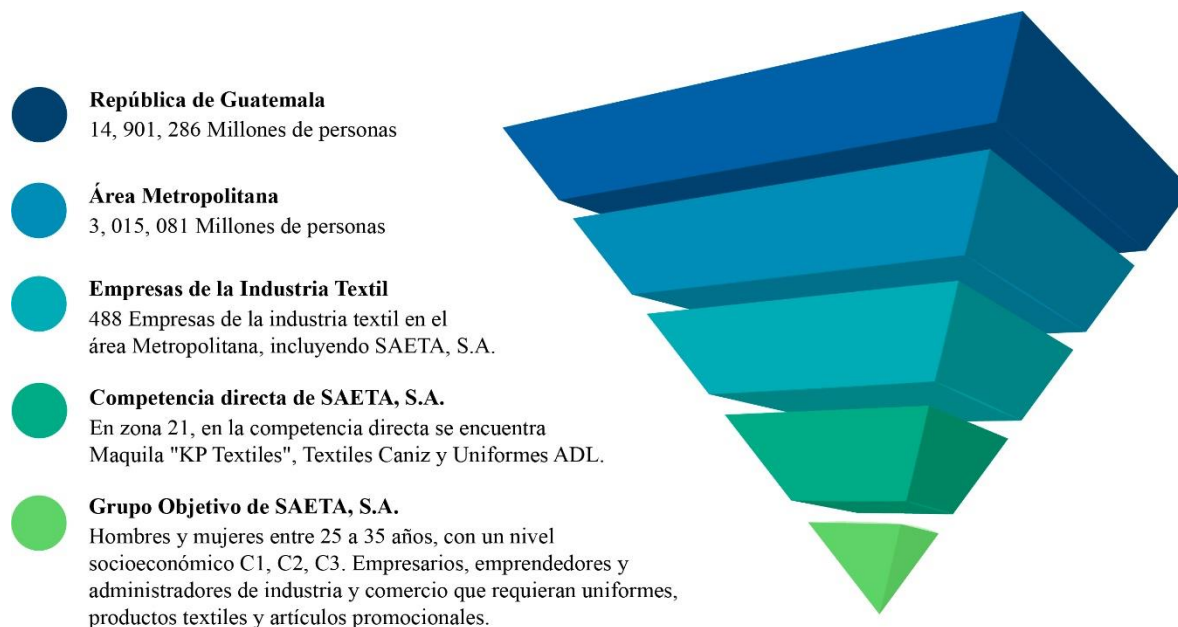 República de Guatemala
14, 901, 286 Millones de personas
Área Metropolitana
3, 015, 081 Millones de personas
Empresas de la Industria Textil
488 Empresas de la industria textil en el
área Metropolitana, incluyendo SAETA, S.A.
Competencia directa de SAETA, S.A.
En zona 21, en la competencia directa se encuentra
Maquila "KP Textiles", Textiles Caniz y Uniformes ADL.
Grupo Objetivo de SAETA, S.A.
Hombres y mujeres entre 25 a 35 años, con un nivel
socioeconómico C1, C2, C3. Empresarios, emprendedores y
administradores de industria y comercio que requieran uniformes,
productos textiles y artículos promocionales.